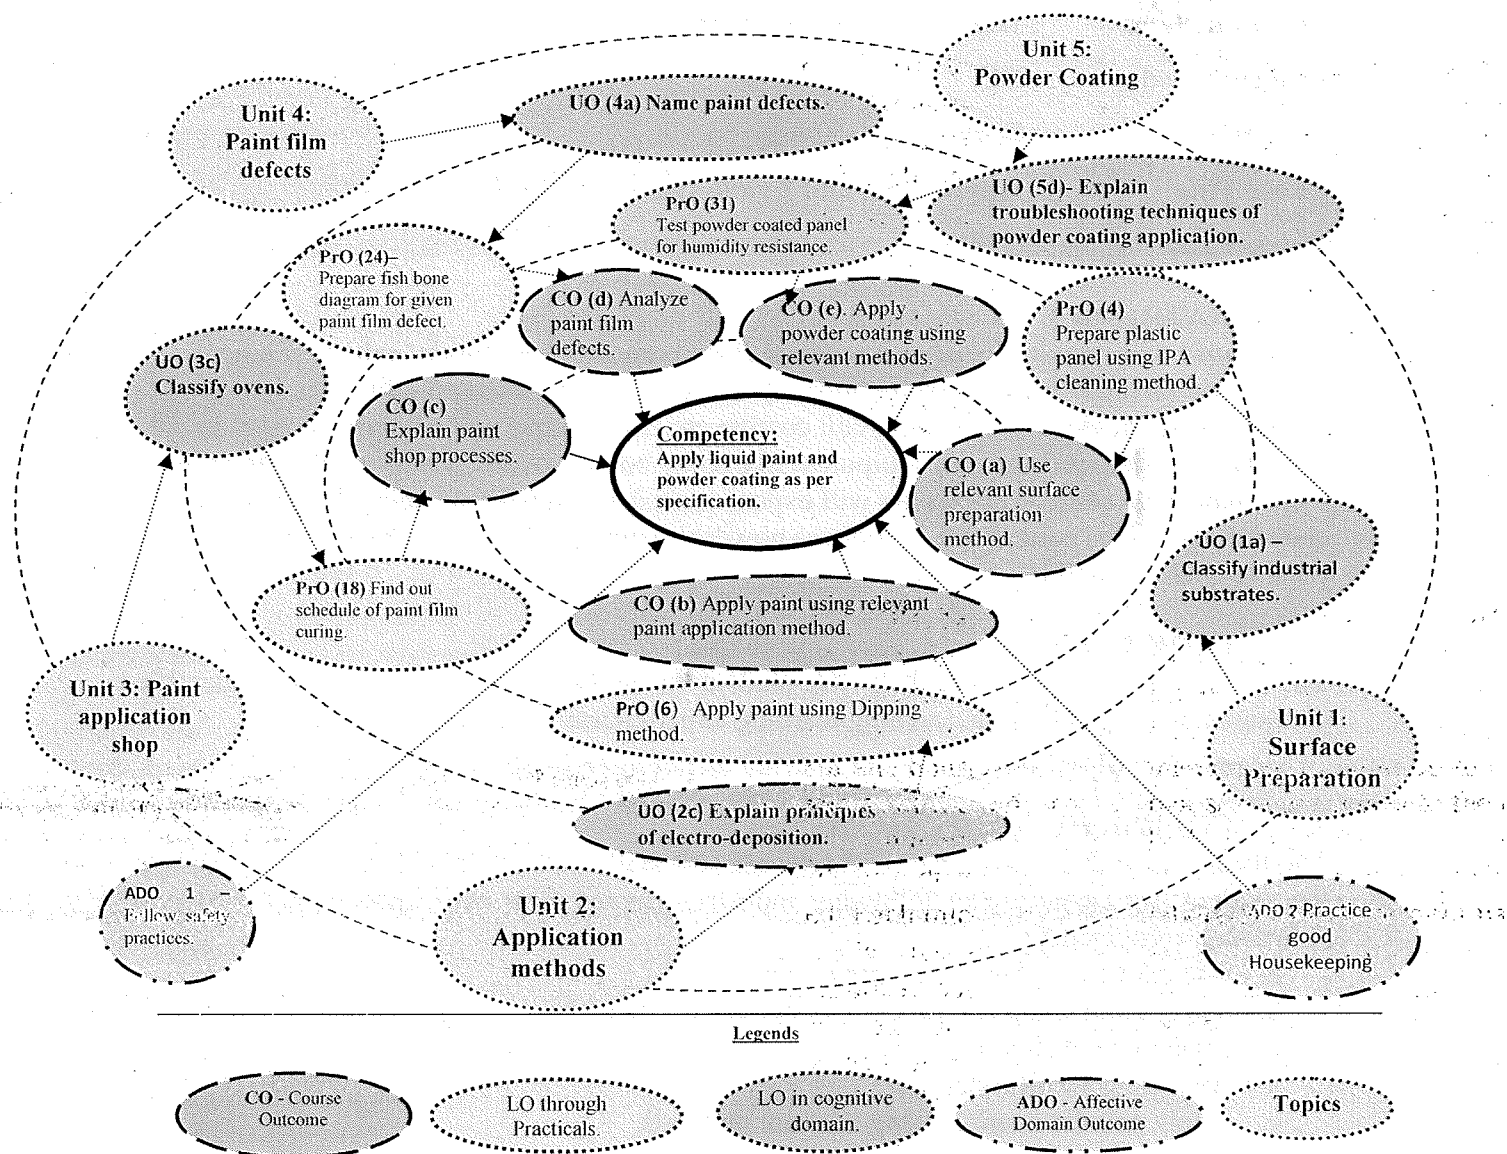 Unit 5:
Powder Coating
Unit 4:
Paint film
defects
UO (4a) Name paint defects.
UO (5d)- Explain
troubleshooting techniques of
powder coating application.
PrO (31)
Test powder coated panel
for humidity resistance.
PrO (24)–
Prepare fish bone
diagram for given
paint film defect.
CO (d) Analyze
paint film
defects.
CO (e). Apply
powder coating using
relevant methods.
PrO (4)
Prepare plastic
panel using IPA
cleaning method.
UO (3c)
Classify ovens.
CO (c)
Explain paint
shop processes.
Competency:
Apply liquid paint and
powder coating as per
specification.
CO (a) Use
relevant surface
preparation
method.
UO (1a) –
Classify industrial
substrates.
PrO (18) Find out
schedule of paint film
curing.
CO (b) Apply paint using relevant
paint application method.
Unit 3: Paint
application
shop
PrO (6) Apply paint using Dipping
method.
Unit 1:
Surface
Preparation
UO (2c) Explain principles
of electro-deposition.
ADO 1 –
Follow safety
practices.
Unit 2:
Application
methods
ADO 2 Practice
good
Housekeeping
Legends
CO - Course
Outcome
LO through
Practicals.
LO in cognitive
domain.
ADO - Affective
Domain Outcome
Topics